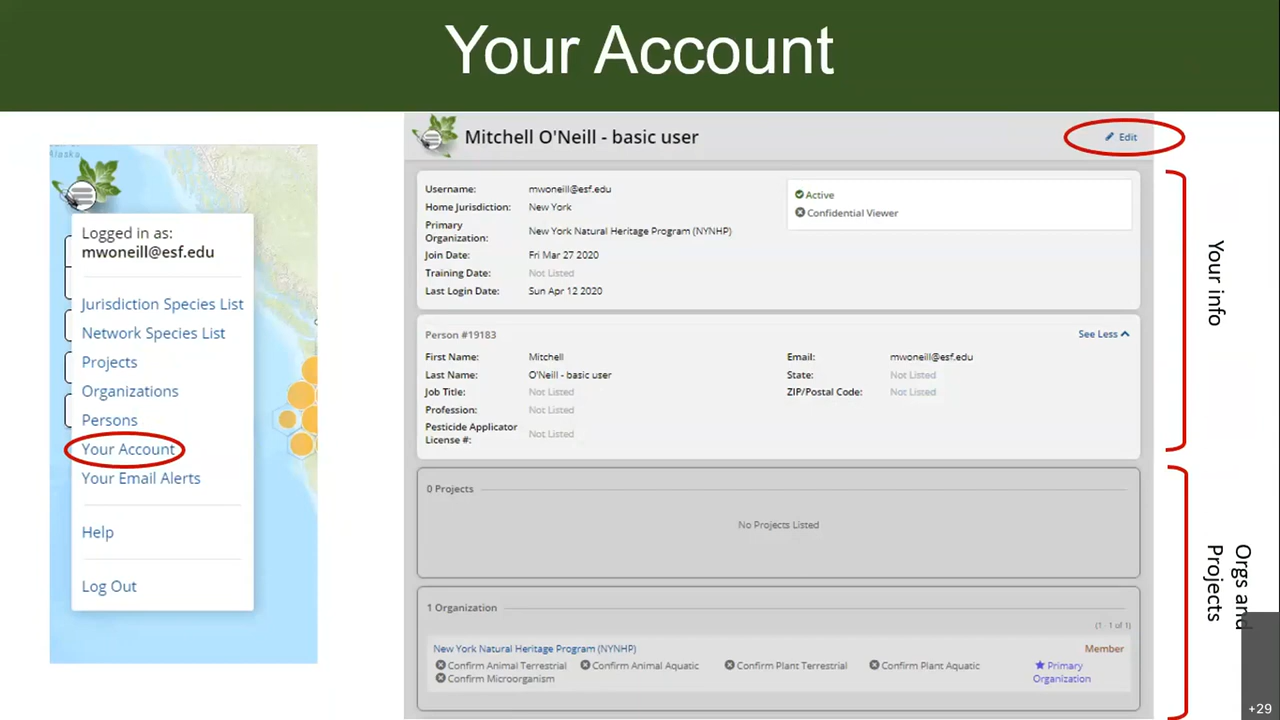 Your Account
Alaska
Logged in as:
mwoneill@esf.edu
Jurisdiction Species List
Network Species List
Projects
Organizations
Persons
Your Account
Your Email Alerts
Help
Log Out
Mitchell O'Neill - basic user
Edit
Username: mwoneill@esf.edu
Home Jurisdiction: New York
Primary
Organization: New York Natural Heritage Program (NYNHP)
Join Date: Fri Mar 27 2020
Training Date: Not Listed
Last Login Date: Sun Apr 12 2020
Active
Confidential Viewer
Person #19183
See Less
First Name: Mitchell
Last Name: O'Neill - basic user
Job Title: Not Listed
Profession: Not Listed
Pesticide Applicator
License #: Not Listed
Email: mwoneill@esf.edu
State: Not Listed
ZIP/Postal Code: Not Listed
0 Projects
No Projects Listed
1 Organization
(1 - 1 of 1)
New York Natural Heritage Program (NYNHP)
Member
Confirm Animal Terrestrial Confirm Animal Aquatic Confirm Plant Terrestrial Confirm Plant Aquatic
Confirm Microorganism
Primary
Organization
Your info
Orgs and
Projects
+29